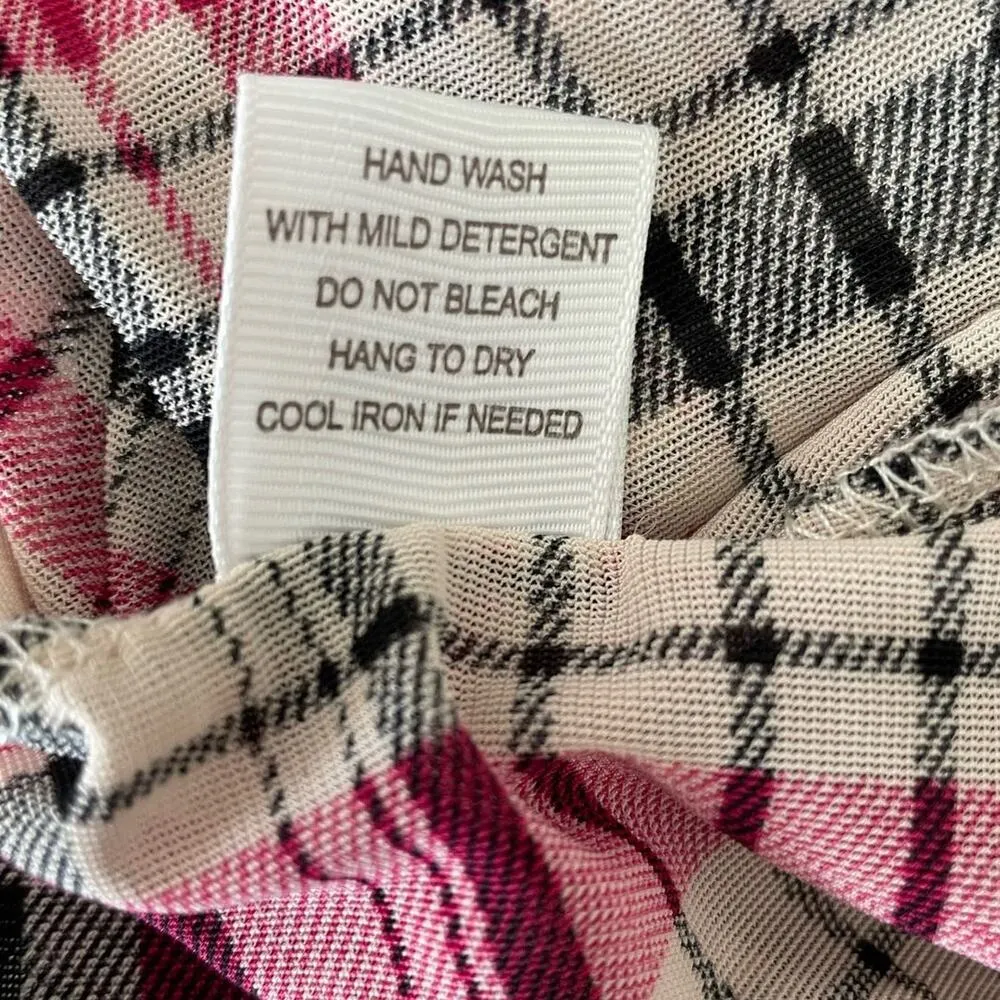 HAND WASH
WITH MILD DETERGENT
DO NOT BLEACH
HANG TO DRY
COOL IRON IF NEEDED